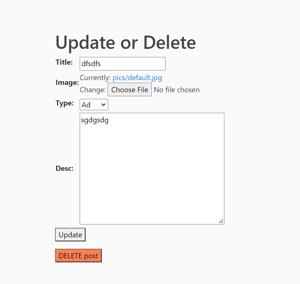 Update or Delete
Title: dfsdfs
Image: Currently: pics/default.jpg
Change: Choose File No file chosen
Type: Ad
sgdgsdg
Desc:
Update
DELETE post